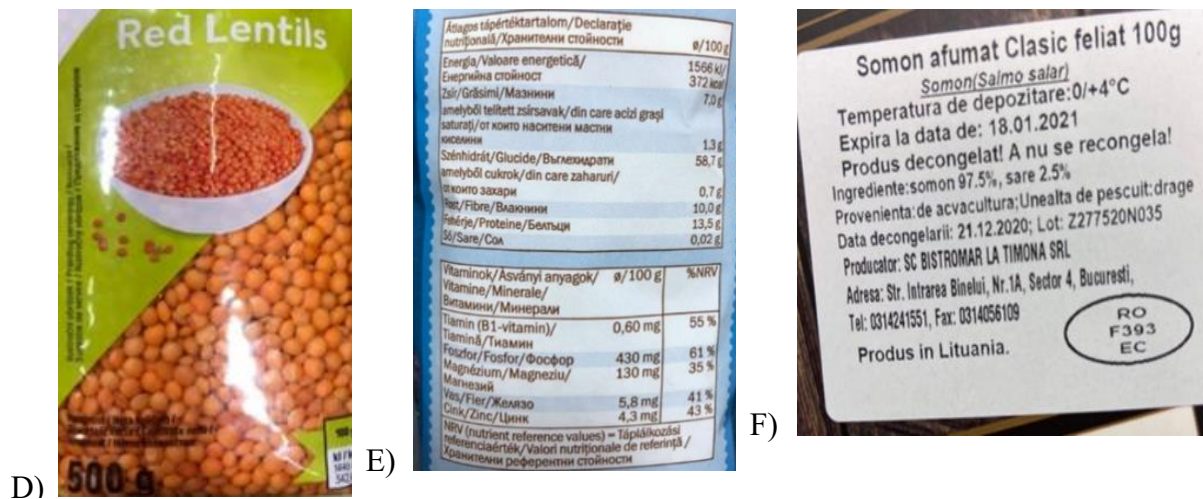 Red Lentils
500 g
D)
Átlagos tápértéktartalom/Declarație
nutrițională/Хранителни стойности
ø/100 g
Energia/Valoare energetică/
Енергийна стойност
1566 kJ/
372 kcal
Zsír/Grăsimi/Мазнини
7,0 g
amelyből telített zsírsavak/din care acizi grași
saturați/от които наситени мастни
киселини
1,3 g
Szénhidrát/Glucide/Въглехидрати
58,7 g
amelyből cukrok/din care zaharuri/
от които захари
0,7 g
Rost/Fibre/Влакнини
10,0 g
Fehérje/Proteine/Белтъци
13,5 g
Só/Sare/Сол
0,02 g
Vitaminok/Ásványi anyagok/
Vitamine/Minerale/
Витамини/Минерали
ø/100 g
%NRV
Tiamin (B1-vitamin)/
Tiamină/Тиамин
0,60 mg
55 %
Foszfor/Fosfor/Фосфор
430 mg
61 %
Magnézium/Magneziu/
Магнезий
130 mg
35 %
Vas/Fier/Желязо
5,8 mg
41 %
Cink/Zinc/Цинк
4,3 mg
43 %
NRV (nutrient reference values) = Táplálkozási
referenciaérték/Valori nutriționale de referință /
Хранителни референтни стойности
E)
Somon afumat Clasic feliat 100g
Somon(Salmo salar)
Temperatura de depozitare:0/+4°C
Expira la data de: 18.01.2021
Produs decongelat! A nu se recongela!
Ingrediente:somon 97.5%, sare 2.5%
Provenienta:de acvacultura;Unealta de pescuit:drage
Data decongelarii: 21.12.2020; Lot: Z277520N035
Producator: SC BISTROMAR LA TIMONA SRL
Adresa: Str. Intrarea Binelui, Nr.1A, Sector 4, Bucuresti,
Tel: 0314241551, Fax: 0314056109
Produs in Lituania.
RO
F393
EC
F)